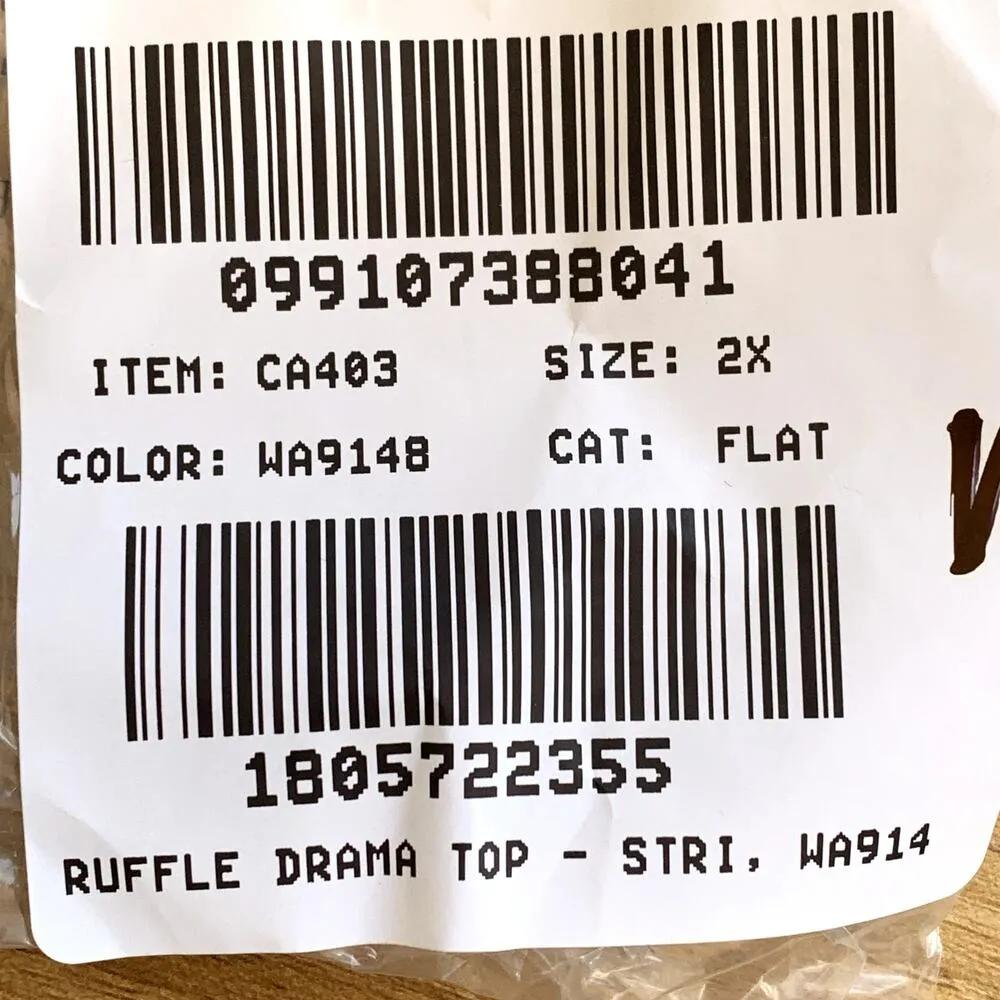 099107388041
ITEM: CA403 SIZE: 2X
COLOR: WA9148 CAT: FLAT
1805722355
RUFFLE DRAMA TOP - STRI, WA914